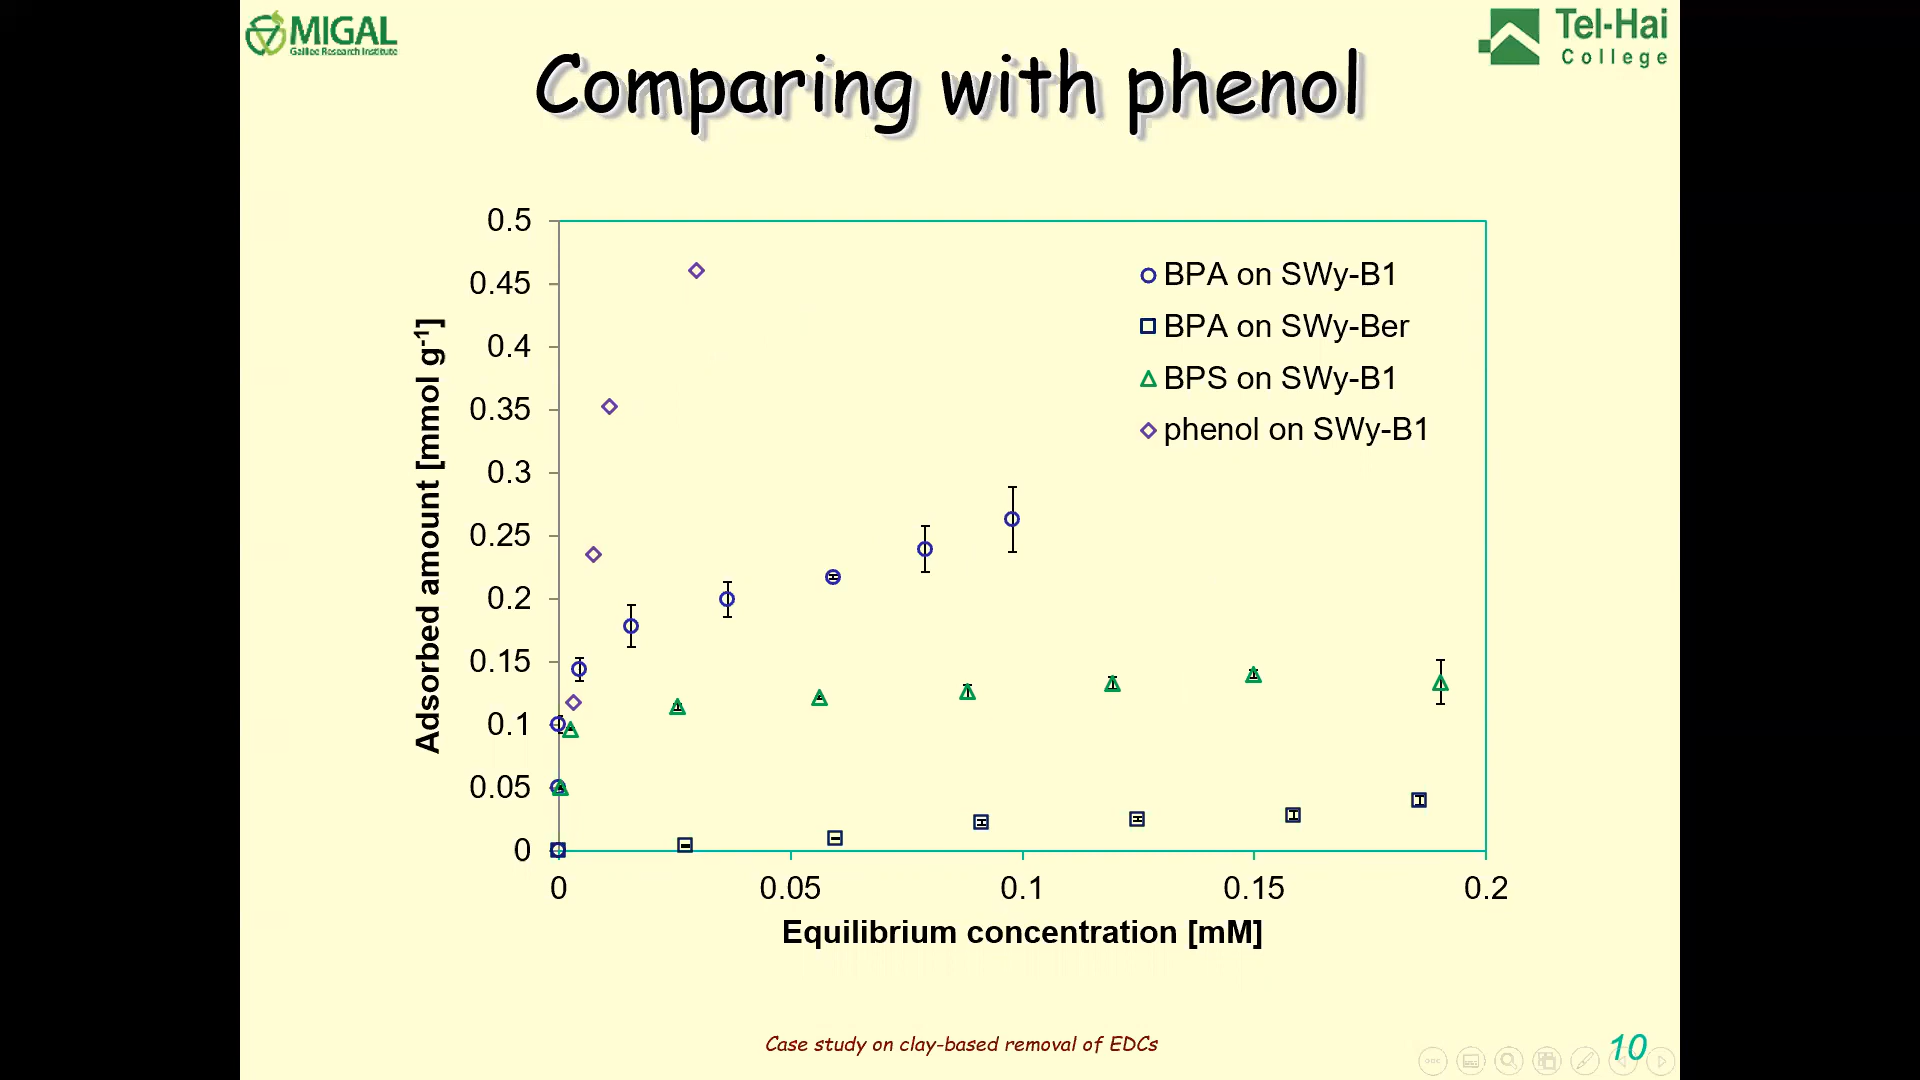 MIGAL
Galilee Research Institute
Tel-Hai
College
Comparing with phenol
0.5
0.45
0.4
0.35
0.3
0.25
0.2
0.15
0.1
0.05
0
Adsorbed amount [mmol g-1]
BPA on SWy-B1
BPA on SWy-Ber
BPS on SWy-B1
phenol on SWy-B1
0 0.05 0.1 0.15 0.2
Equilibrium concentration [mM]
Case study on clay-based removal of EDCs
10